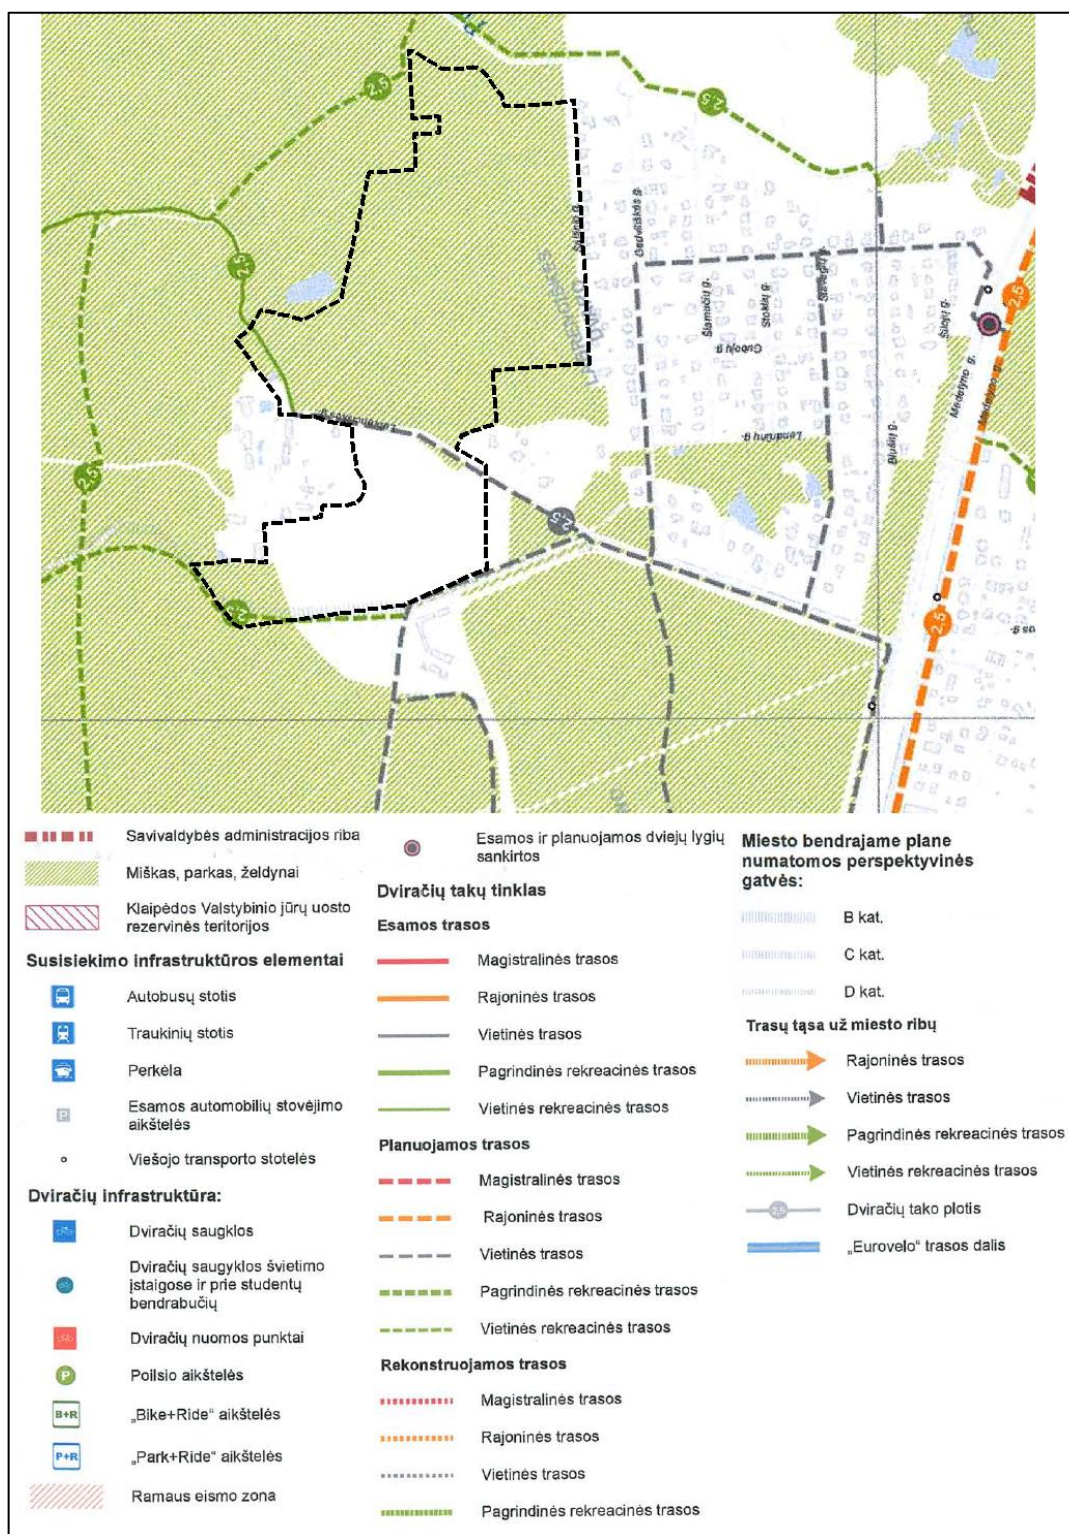 2,5
2,5
2,5
2,5
2,5
2,5
2,5
Medelyno g.
Medelyno g.
Šilojų g.
Stoklių g.
Gubojų g.
Savivaldybės administracijos riba
Miškas, parkas, želdynai
Klaipėdos Valstybinio jūrų uosto
rezervinės teritorijos
Susisiekimo infrastruktūros elementai
Autobusų stotis
Traukinių stotis
Perkėla
P
Esamos automobilių stovėjimo
aikštelės
Viešojo transporto stotelės
Dviračių infrastruktūra:
Dviračių saugklos
Dviračių saugyklos švietimo
įstaigose ir prie studentų
bendrabučių
Dviračių nuomos punktai
P
Poilsio aikštelės
B+R
„Bike+Ride“ aikštelės
P+R
„Park+Ride“ aikštelės
Ramaus eismo zona
Esamos ir planuojamos dviejų lygių
sankirtos
Dviračių takų tinklas
Esamos trasos
Magistralinės trasos
Rajoninės trasos
Vietinės trasos
Pagrindinės rekreacinės trasos
Vietinės rekreacinės trasos
Planuojamos trasos
Magistralinės trasos
Rajoninės trasos
Vietinės trasos
Pagrindinės rekreacinės trasos
Vietinės rekreacinės trasos
Rekonstruojamos trasos
Magistralinės trasos
Rajoninės trasos
Vietinės trasos
Pagrindinės rekreacinės trasos
Miesto bendrajame plane
numatomos perspektyvinės
gatvės:
B kat.
C kat.
D kat.
Trasų tąsa už miesto ribų
Rajoninės trasos
Vietinės trasos
Pagrindinės rekreacinės trasos
Vietinės rekreacinės trasos
2,5
Dviračio tako plotis
„Eurovelo“ trasos dalis